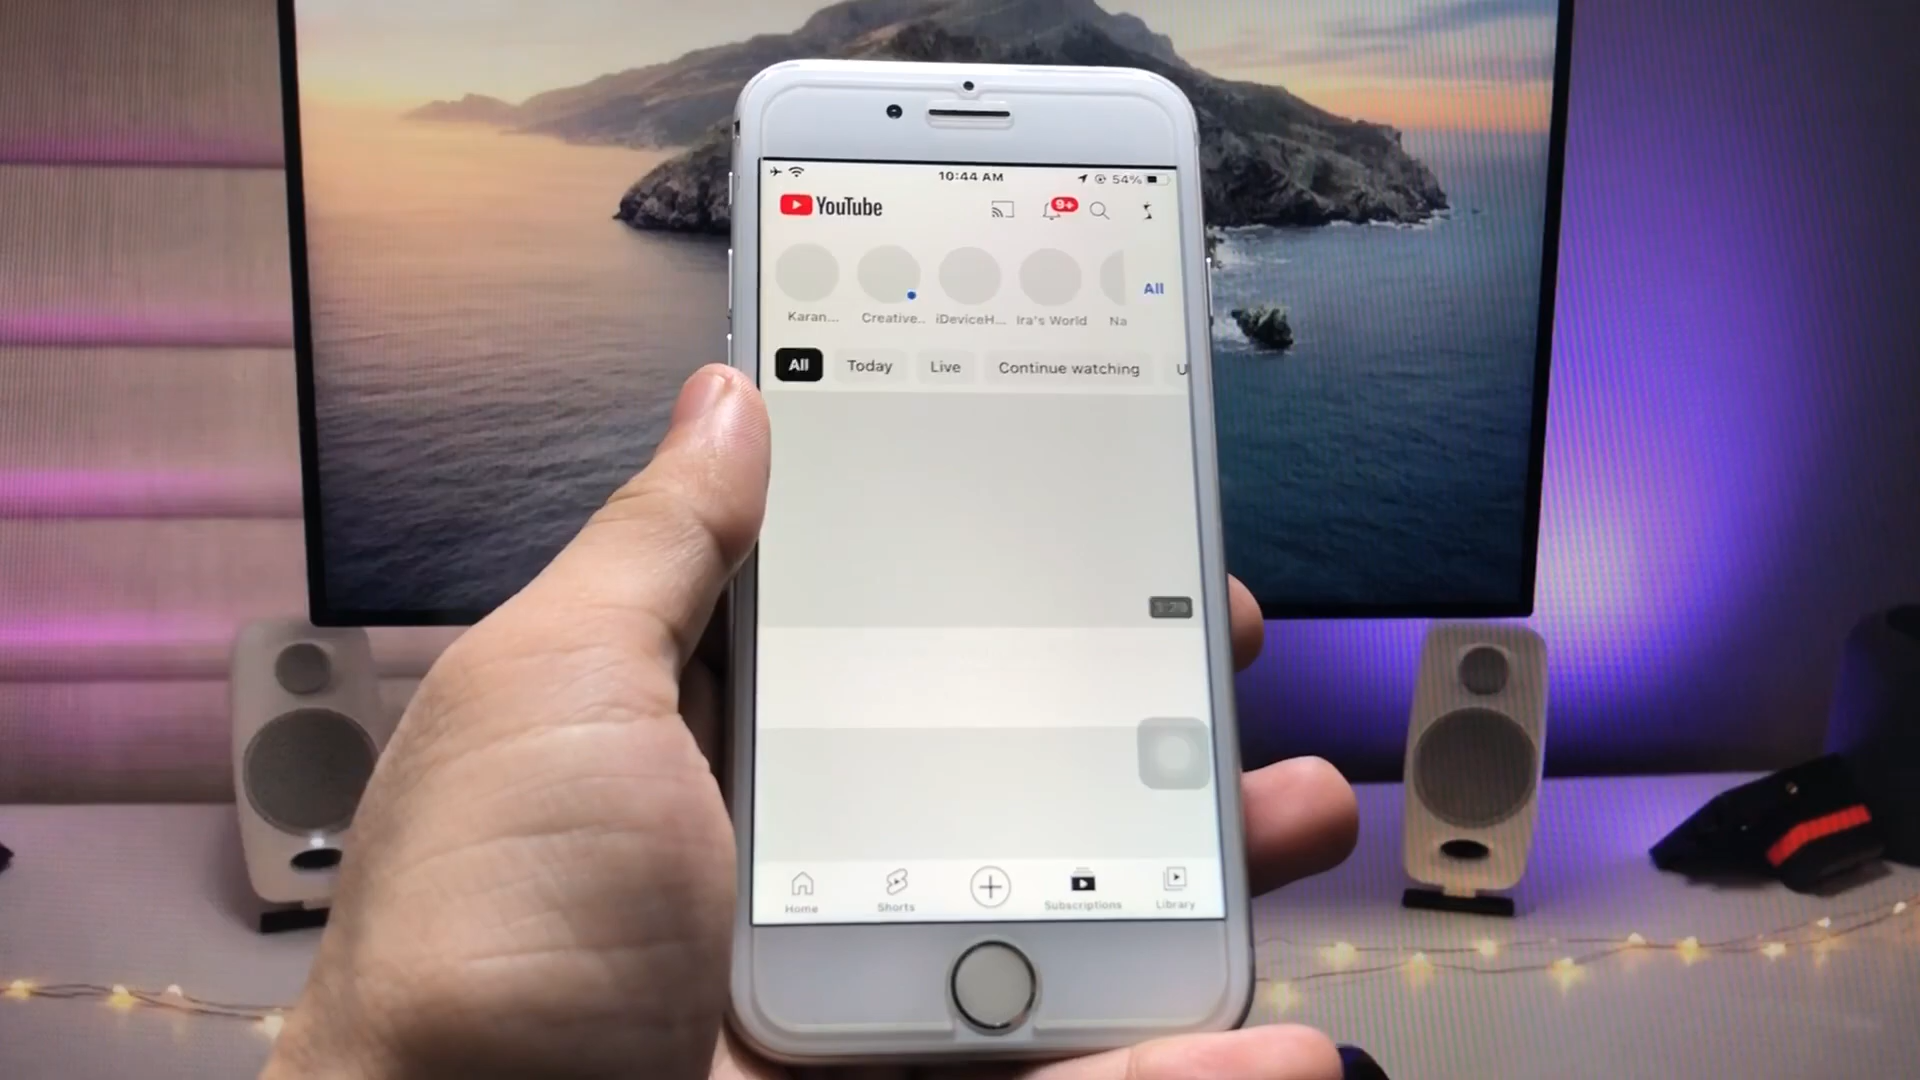 10:44 AM 54%
YouTube 9+
Karan... Creative.. iDeviceH... Ira's World Na All
All Today Live Continue watching U
Home Shorts Subscriptions Library